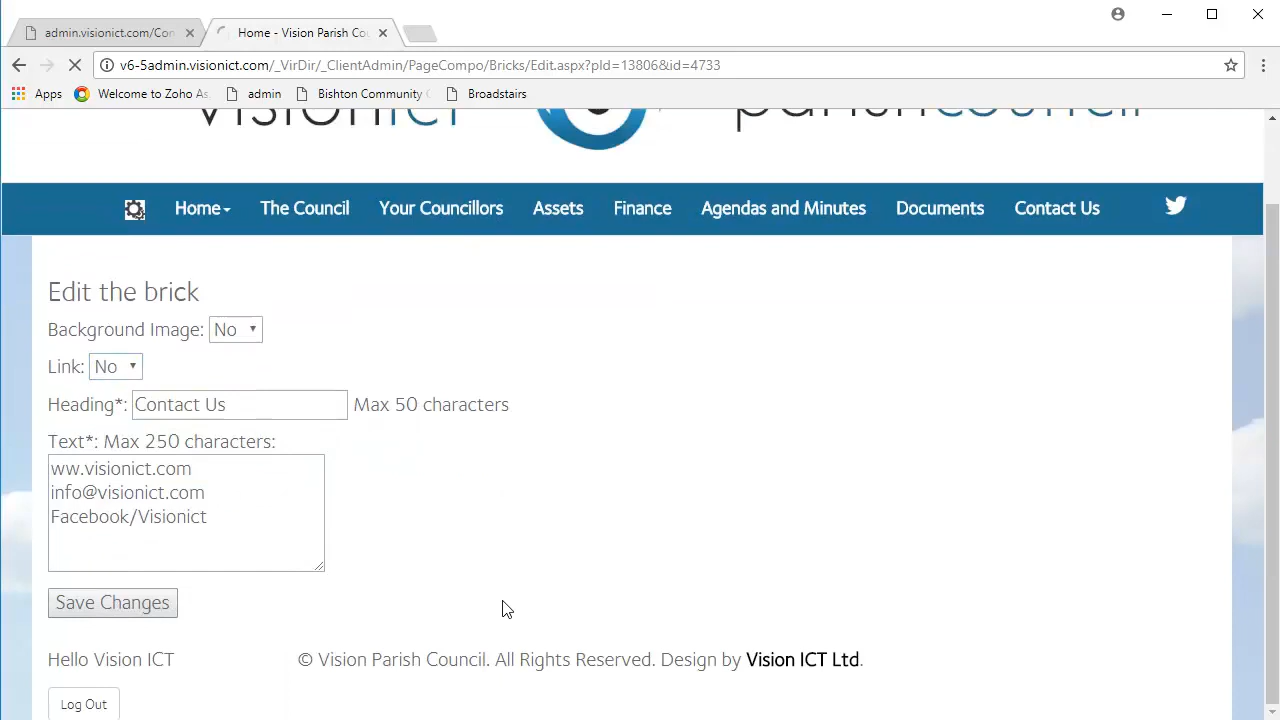 admin.visionict.com/Con
Home - Vision Parish Cou
v6-5admin.visionict.com/_VirDir/_ClientAdmin/PageCompo/Bricks/Edit.aspx?pId=13806&id=4733
Apps Welcome to Zoho As admin Bishton Community Broadstairs
visionICT parish council
Home The Council Your Councillors Assets Finance Agendas and Minutes Documents Contact Us
Edit the brick
Background Image: No
Link: No
Heading*: Contact Us Max 50 characters
Text*: Max 250 characters:
ww.visionict.com
info@visionict.com
Facebook/Visionict
Save Changes
Hello Vision ICT © Vision Parish Council. All Rights Reserved. Design by Vision ICT Ltd.
Log Out